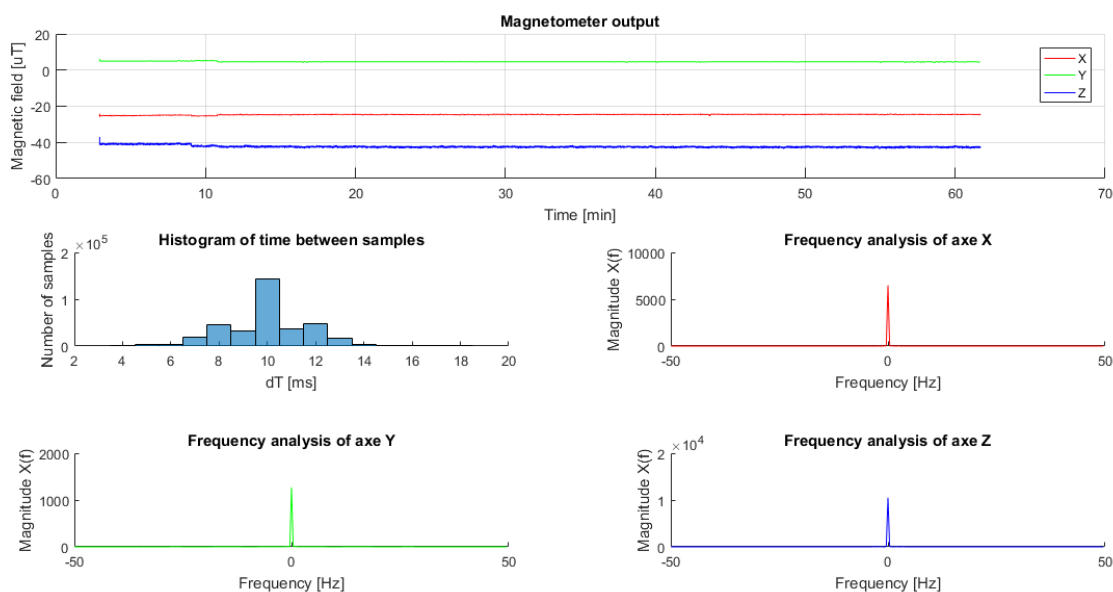 Magnetometer output
Magnetic field [uT]
20
0
-20
-40
-60
0 10 20 30 40 50 60 70
Time [min]
X
Y
Z
Histogram of time between samples
Number of samples
×10^5
2
1
0
2 4 6 8 10 12 14 16 18 20
dT [ms]
Frequency analysis of axe X
Magnitude X(f)
10000
5000
0
-50 0 50
Frequency [Hz]
Frequency analysis of axe Y
Magnitude X(f)
2000
1000
0
-50 0 50
Frequency [Hz]
Frequency analysis of axe Z
Magnitude X(f)
×10^4
2
1
0
-50 0 50
Frequency [Hz]